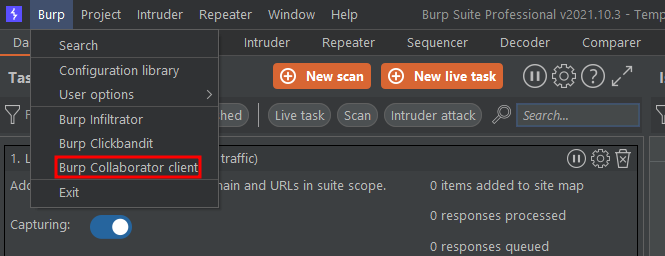 Burp Project Intruder Repeater Window Help Burp Suite Professional v2021.10.3 - Temp
Da Intruder Repeater Sequencer Decoder Comparer
Search
Configuration library
User options
Burp Infiltrator
Burp Clickbandit
Burp Collaborator client
Exit
Tas New scan New live task
F hed Live task Scan Intruder attack Search...
1. L traffic)
Add main and URLs in suite scope. 0 items added to site map
0 responses processed
Capturing:
0 responses queued